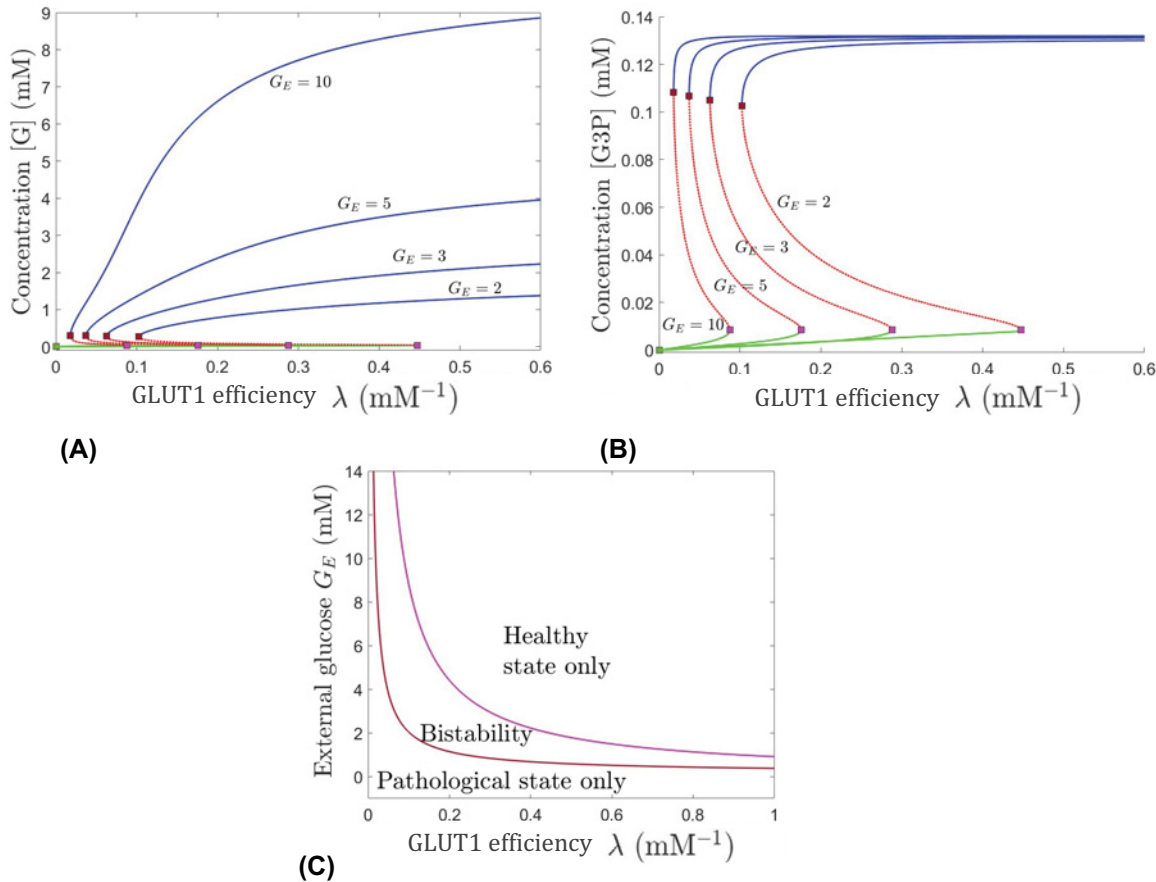 9
8
7
6
5
4
3
2
1
0
Concentration [G] (mM)
G_E = 10
G_E = 5
G_E = 3
G_E = 2
0 0.1 0.2 0.3 0.4 0.5 0.6
GLUT1 efficiency λ (mM⁻¹)
(A)
0.14
0.12
0.1
0.08
0.06
0.04
0.02
0
Concentration [G3P] (mM)
G_E = 2
G_E = 3
G_E = 5
G_E = 10
0 0.1 0.2 0.3 0.4 0.5 0.6
GLUT1 efficiency λ (mM⁻¹)
(B)
14
12
10
8
6
4
2
0
External glucose G_E (mM)
Healthy
state only
Bistability
Pathological state only
0 0.2 0.4 0.6 0.8 1
GLUT1 efficiency λ (mM⁻¹)
(C)